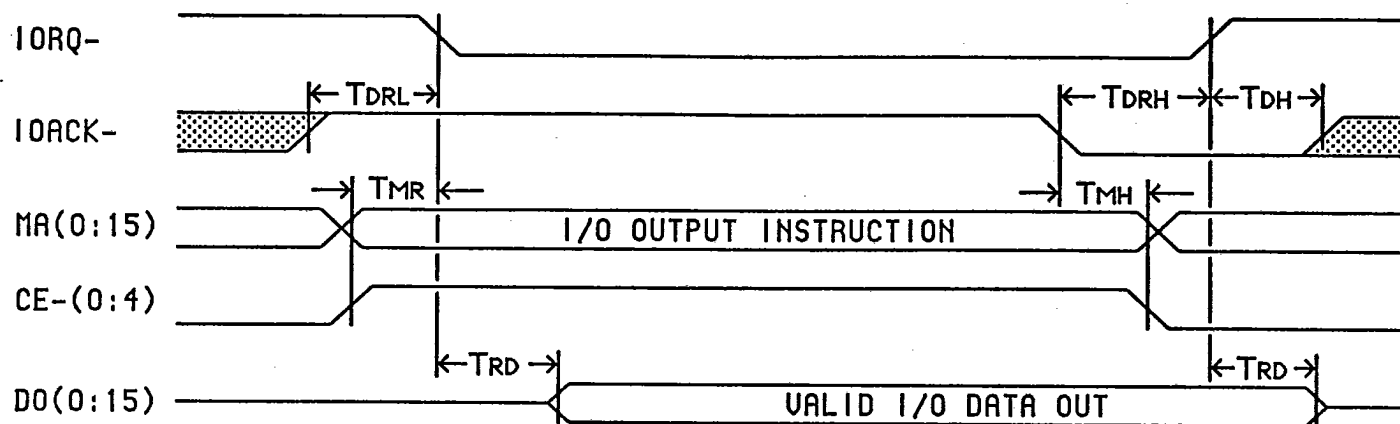 IORQ-
TDRL
TDRH
TDH
IOACK-
TMR
TMH
MA(0:15)
I/O OUTPUT INSTRUCTION
CE-(0:4)
TRD
TRD
DO(0:15)
VALID I/O DATA OUT